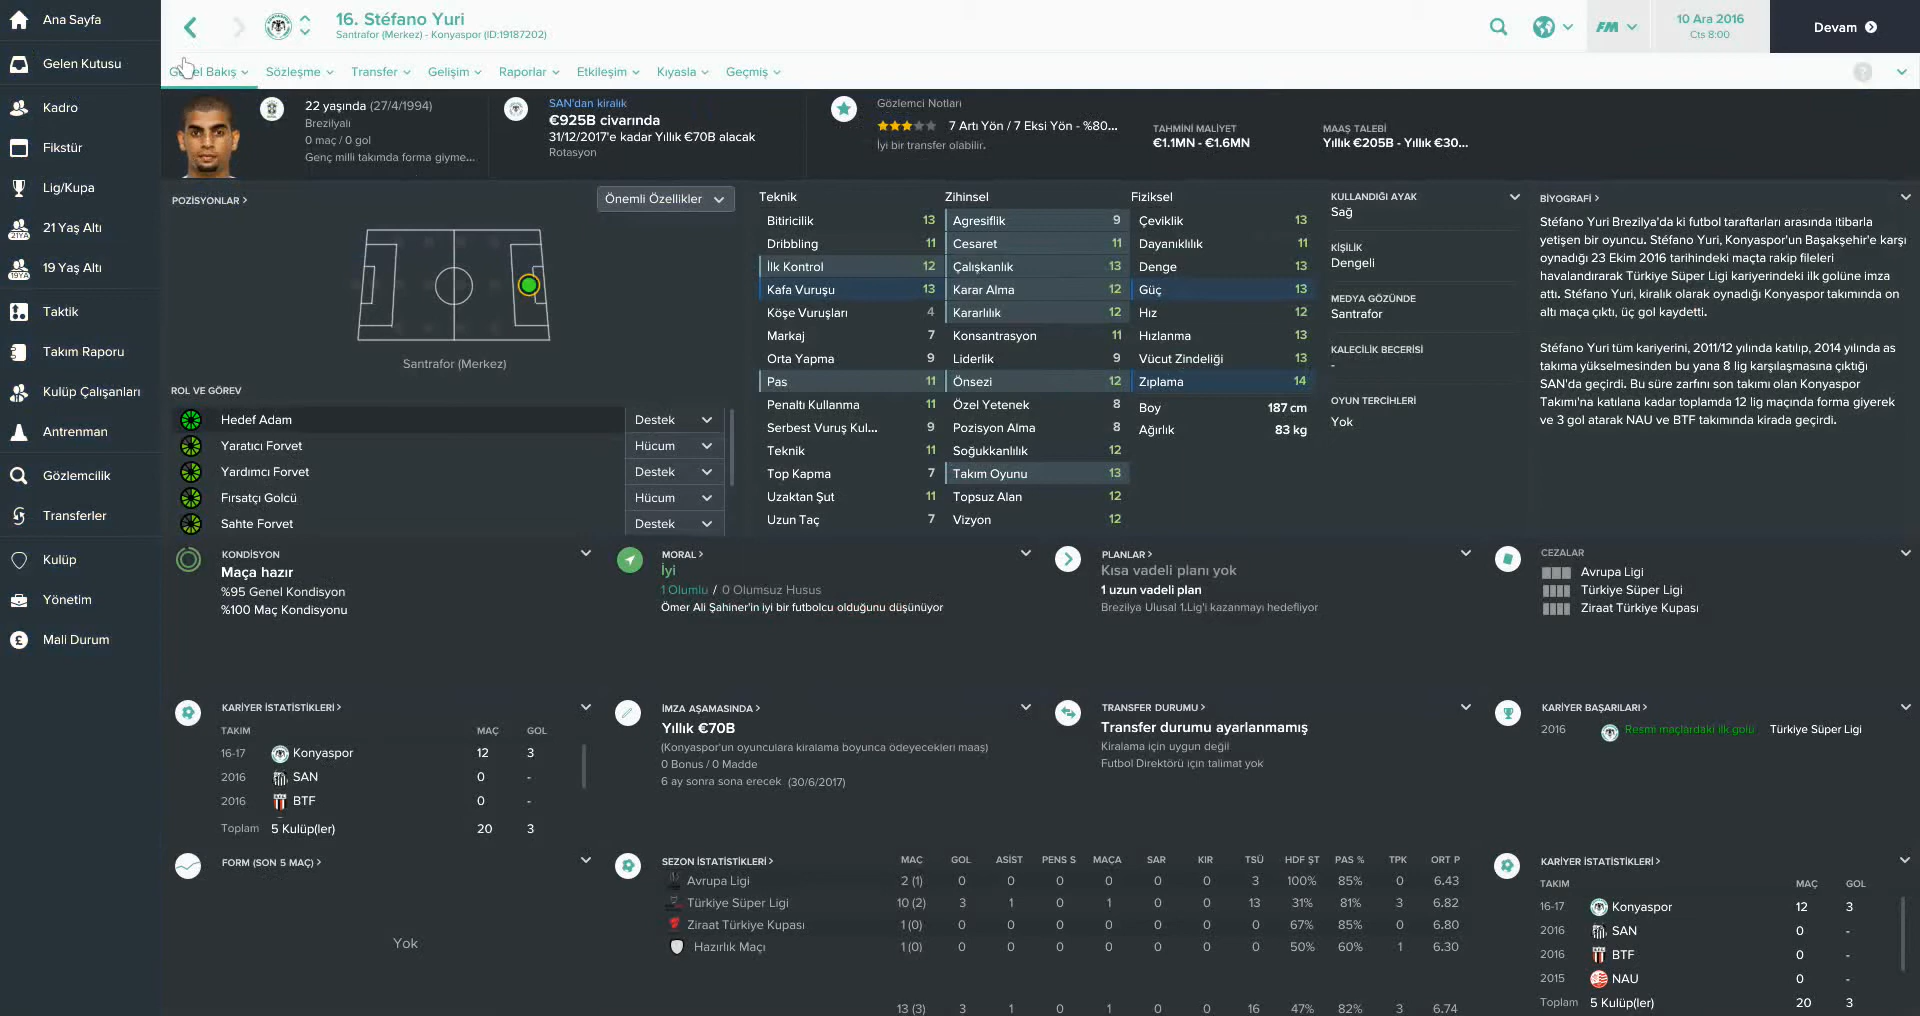 Ana Sayfa
Gelen Kutusu
Kadro
Fikstür
Lig/Kupa
21 Yaş Altı
19 Yaş Altı
Taktik
Takım Raporu
Kulüp Çalışanları
Antrenman
Gözlemcilik
Transferler
Kulüp
Yönetim
Mali Durum
16. Stéfano Yuri
Santrafor (Merkez) - Konyaspor (ID:19187202)
FM
10 Ara 2016
Cts 8:00
Devam
Bakış
Sözleşme
Transfer
Gelişim
Raporlar
Etkileşim
Kıyasla
Geçmiş
?
22 yaşında (27/4/1994)
Brezilyalı
0 maç / 0 gol
Genç milli takımda forma giyme...
SAN'dan kiralık
€925B civarında
31/12/2017'e kadar Yıllık €70B alacak
Rotasyon
Gözlemci Notları
7 Artı Yön / 7 Eksi Yön - %80...
İyi bir transfer olabilir.
TAHMİNİ MALİYET
€1.1MN - €1.6MN
MAAŞ TALEBİ
Yıllık €205B - Yıllık €30...
POZİSYONLAR >
Önemli Özellikler
Santrafor (Merkez)
ROL VE GÖREV
Hedef Adam Destek
Yaratıcı Forvet Hücum
Yardımcı Forvet Destek
Fırsatçı Golcü Hücum
Sahte Forvet Destek
Teknik
Bitiricilik 13
Dribbling 11
İlk Kontrol 12
Kafa Vuruşu 13
Köşe Vuruşları 4
Markaj 7
Orta Yapma 9
Pas 11
Penaltı Kullanma 11
Serbest Vuruş Kul... 9
Teknik 11
Top Kapma 7
Uzaktan Şut 11
Uzun Taç 7
Zihinsel
Agresiflik 9
Cesaret 11
Çalışkanlık 13
Karar Alma 12
Kararlılık 12
Konsantrasyon 11
Liderlik 9
Önsezi 12
Özel Yetenek 8
Pozisyon Alma 8
Soğukkanlılık 12
Takım Oyunu 13
Topsuz Alan 12
Vizyon 12
Fiziksel
Çeviklik 13
Dayanıklılık 11
Denge 13
Güç 13
Hız 12
Hızlanma 13
Vücut Zindeliği 13
Zıplama 14
Boy 187 cm
Ağırlık 83 kg
KULLANDIĞI AYAK
Sağ
KİŞİLİK
Dengeli
MEDYA GÖZÜNDE
Santrafor
KALECİLİK BECERİSİ
-
OYUN TERCİHLERİ
Yok
BİYOGRAFİ >
Stéfano Yuri Brezilya'da ki futbol taraftarları arasında itibarla
yetişen bir oyuncu. Stéfano Yuri, Konyaspor'un Başakşehir'e karşı
oynadığı 23 Ekim 2016 tarihindeki maçta rakip fileleri
havalandırarak Türkiye Süper Ligi kariyerindeki ilk golüne imza
attı. Stéfano Yuri, kiralık olarak oynadığı Konyaspor takımında on
altı maça çıktı, üç gol kaydetti.
Stéfano Yuri tüm kariyerini, 2011/12 yılında katılıp, 2014 yılında as
takıma yükselmesinden bu yana 8 lig karşılaşmasına çıktığı
SAN'da geçirdi. Bu süre zarfını son takımı olan Konyaspor
Takımı'na katılana kadar toplamda 12 lig maçında forma giyerek
ve 3 gol atarak NAU ve BTF takımında kirada geçirdi.
KONDİSYON
Maça hazır
%95 Genel Kondisyon
%100 Maç Kondisyonu
MORAL >
İyi
1 Olumlu / 0 Olumsuz Husus
Ömer Ali Şahiner'in iyi bir futbolcu olduğunu düşünüyor
PLANLAR >
Kısa vadeli planı yok
1 uzun vadeli plan
Brezilya Ulusal 1.Lig'i kazanmayı hedefliyor
CEZALAR
Avrupa Ligi
Türkiye Süper Ligi
Ziraat Türkiye Kupası
KARİYER İSTATİSTİKLERİ >
TAKIM MAÇ GOL
16-17 Konyaspor 12 3
2016 SAN 0 -
2016 BTF 0 -
Toplam 5 Kulüp(ler) 20 3
İMZA AŞAMASINDA >
Yıllık €70B
(Konyaspor'un oyunculara kiralama boyunca ödeyecekleri maaş)
0 Bonus / 0 Madde
6 ay sonra sona erecek (30/6/2017)
TRANSFER DURUMU >
Transfer durumu ayarlanmamış
Kiralama için uygun değil
Futbol Direktörü için talimat yok
KARİYER BAŞARILARI >
2016 Resmi maçlardaki ilk golü Türkiye Süper Ligi
FORM (SON 5 MAÇ) >
Yok
SEZON İSTATİSTİKLERİ > MAÇ GOL ASİST PENS S MAÇA SAR KIR TSÜ HDF ŞT PAS % TPK ORT P
Avrupa Ligi 2 (1) 0 0 0 0 0 0 3 100% 85% 0 6.43
Türkiye Süper Ligi 10 (2) 3 1 0 1 0 0 13 31% 81% 3 6.82
Ziraat Türkiye Kupası 1 (0) 0 0 0 0 0 0 0 67% 85% 0 6.80
Hazırlık Maçı 1 (0) 0 0 0 0 0 0 0 50% 60% 1 6.30
13 (3) 3 1 0 1 0 0 16 47% 82% 3 6.74
KARİYER İSTATİSTİKLERİ >
TAKIM MAÇ GOL
16-17 Konyaspor 12 3
2016 SAN 0 -
2016 BTF 0 -
2015 NAU 0 -
Toplam 5 Kulüp(ler) 20 3